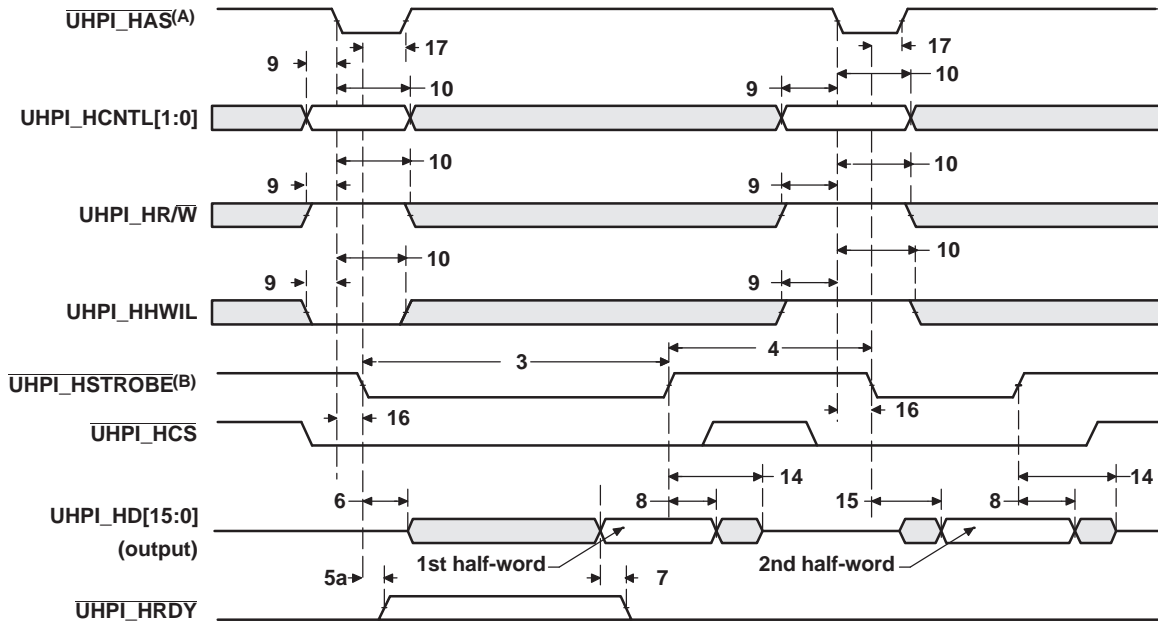 UHPI_HAS(A)
17
17
9
10
10
9
UHPI_HCNTL[1:0]
10
10
9
9
UHPI_HR/W
10
10
9
9
UHPI_HHWIL
3
4
UHPI_HSTROBE(B)
16
16
UHPI_HCS
14
14
6
8
15
8
UHPI_HD[15:0]
(output)
1st half-word
2nd half-word
5a
7
UHPI_HRDY